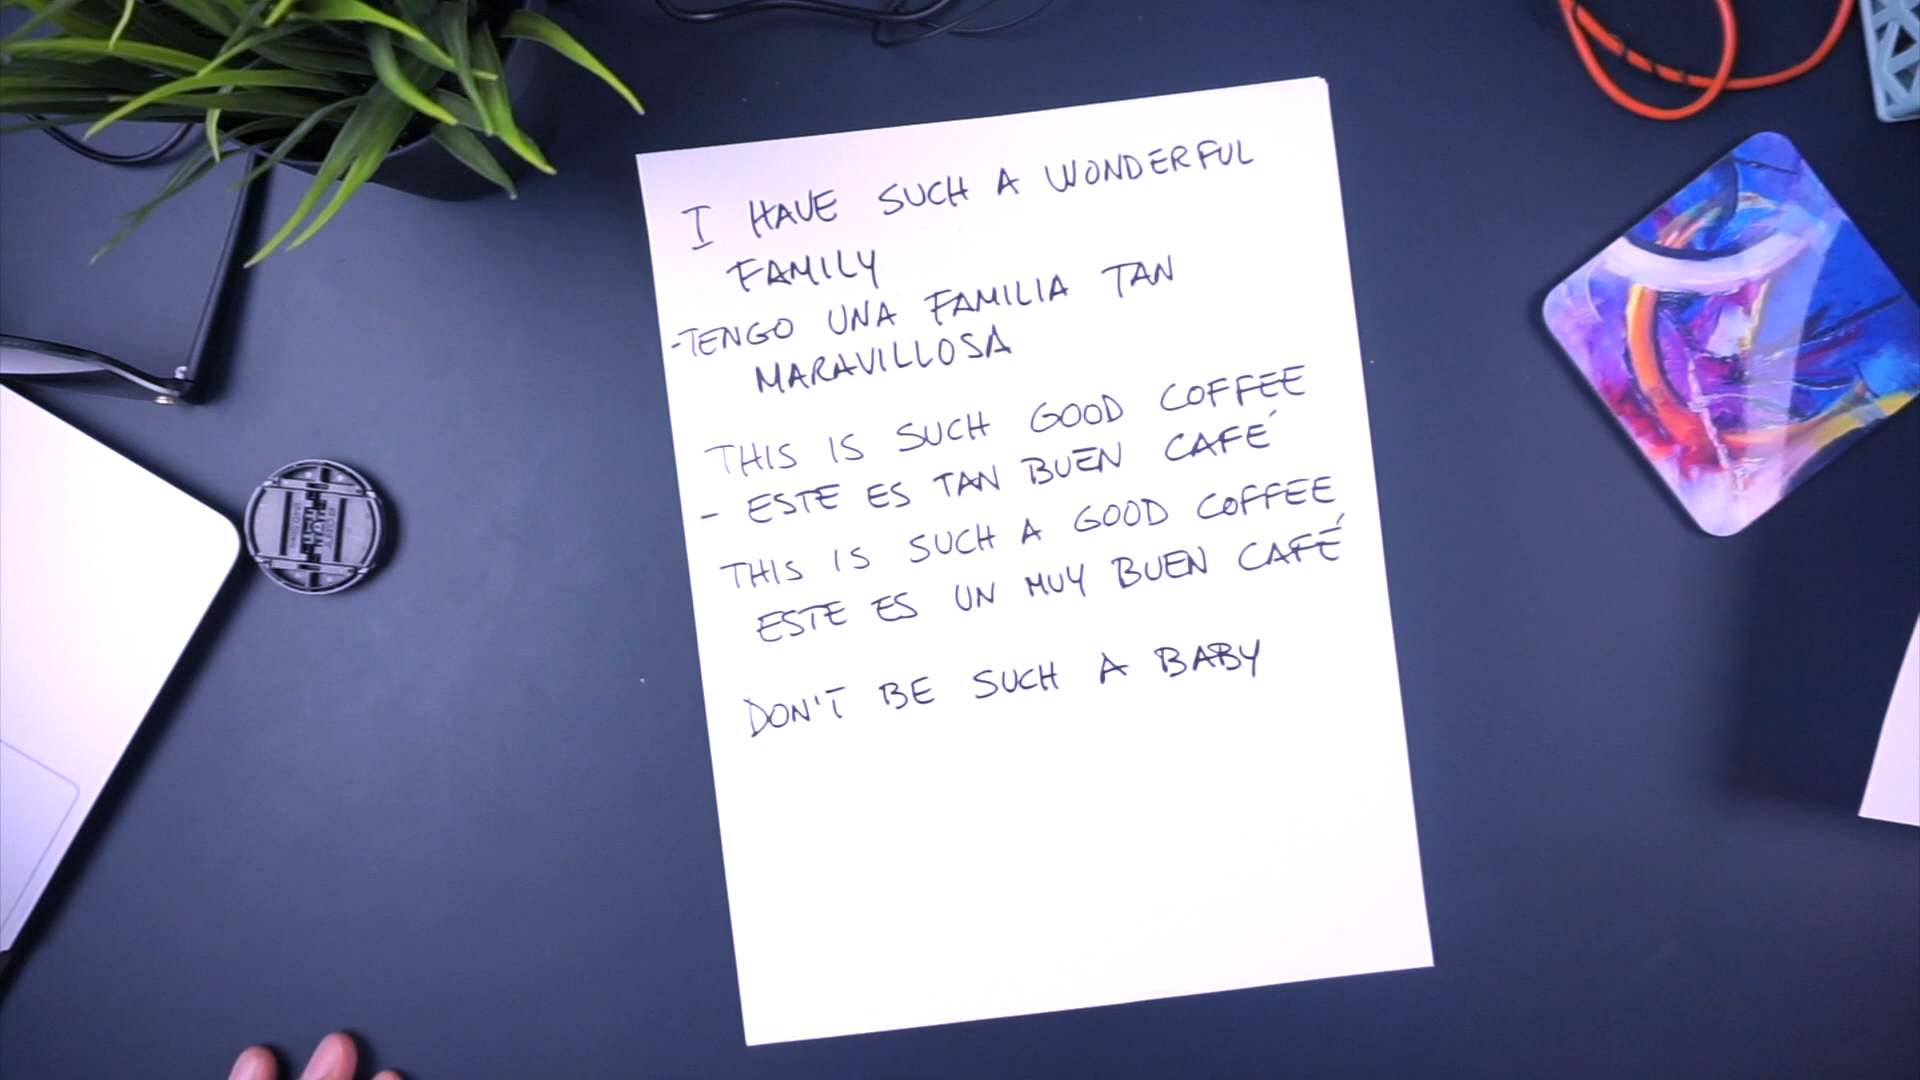 I HAVE SUCH A WONDERFUL
FAMILY
-TENGO UNA FAMILIA TAN
MARAVILLOSA
THIS IS SUCH GOOD COFFEE
- ESTE ES TAN BUEN CAFÉ
THIS IS SUCH A GOOD COFFEE
ESTE ES UN MUY BUEN CAFÉ
DON'T BE SUCH A BABY